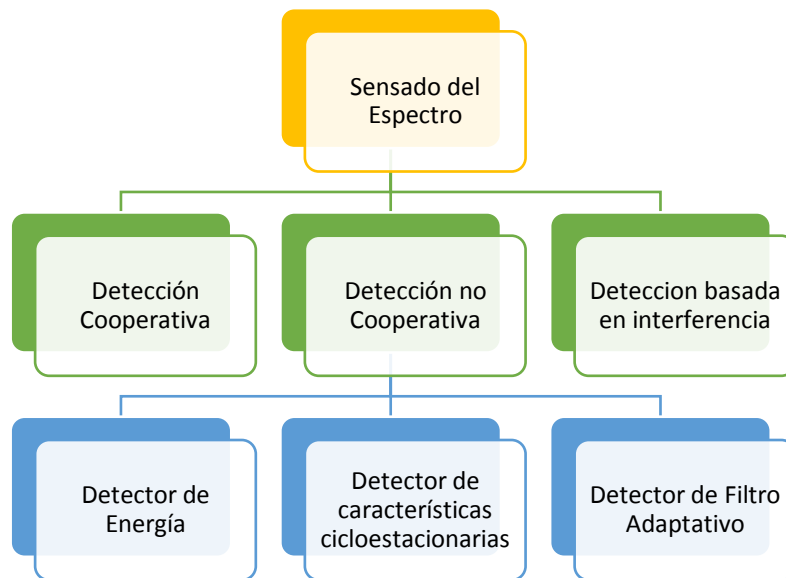 Sensado del
Espectro
Detección
Cooperativa
Detección no
Cooperativa
Deteccion basada
en interferencia
Detector de
Energía
Detector de
características
cicloestacionarias
Detector de Filtro
Adaptativo